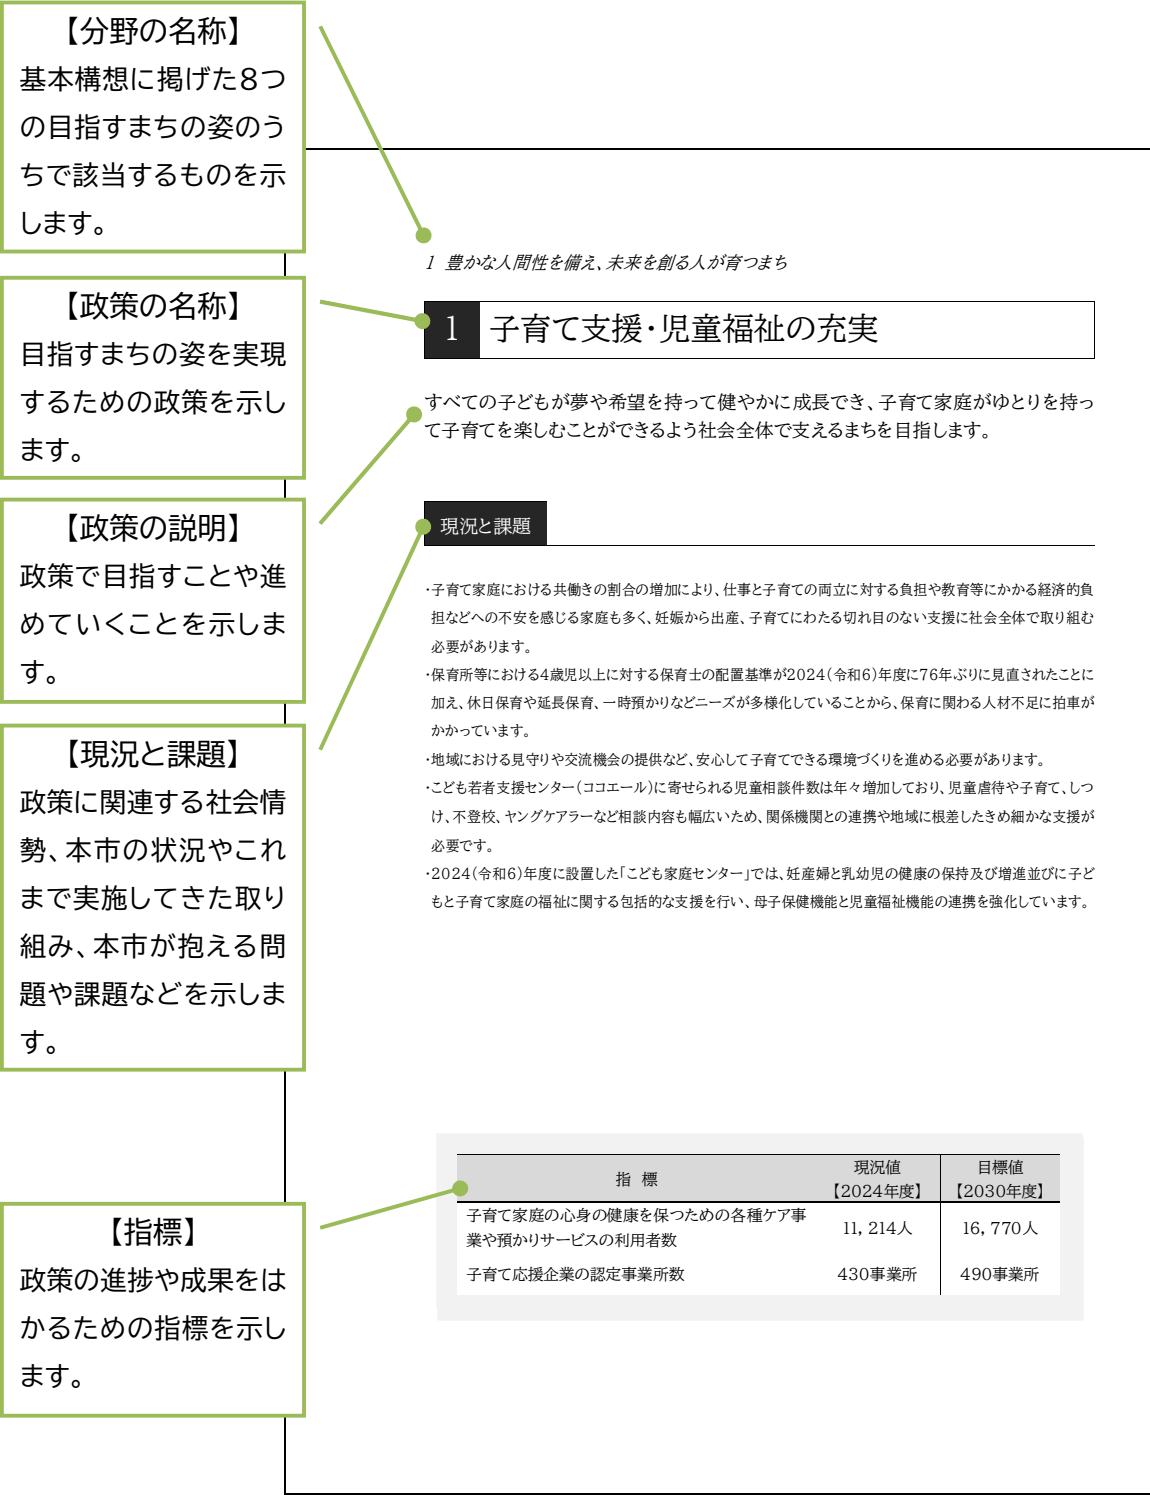 【分野の名称】
基本構想に掲げた8つ
の目指すまちの姿のう
ちで該当するものを示
します。
【政策の名称】
目指すまちの姿を実現
するための政策を示し
ます。
【政策の説明】
政策で目指すことや進
めていくことを示しま
す。
【現況と課題】
政策に関連する社会情
勢、本市の状況やこれ
まで実施してきた取り
組み、本市が抱える問
題や課題などを示しま
す。
【指標】
政策の進捗や成果をは
かるための指標を示し
ます。
1 豊かな人間性を備え、未来を創る人が育つまち
1 子育て支援・児童福祉の充実
すべての子どもが夢や希望を持って健やかに成長でき、子育て家庭がゆとりを持っ
て子育てを楽しむことができるよう社会全体で支えるまちを目指します。
現況と課題
・子育て家庭における共働きの割合の増加により、仕事と子育ての両立に対する負担や教育等にかかる経済的負
担などへの不安を感じる家庭も多く、妊娠から出産、子育てにわたる切れ目のない支援に社会全体で取り組む
必要があります。
・保育所等における4歳児以上に対する保育士の配置基準が2024(令和6)年度に76年ぶりに見直されたことに
加え、休日保育や延長保育、一時預かりなどニーズが多様化していることから、保育に関わる人材不足に拍車が
かかっています。
・地域における見守りや交流機会の提供など、安心して子育てできる環境づくりを進める必要があります。
・こども若者支援センター(ココエール)に寄せられる児童相談件数は年々増加しており、児童虐待や子育て、しつ
け、不登校、ヤングケアラーなど相談内容も幅広いため、関係機関との連携や地域に根差したきめ細かな支援が
必要です。
・2024(令和6)年度に設置した「こども家庭センター」では、妊産婦と乳幼児の健康の保持及び増進並びに子ど
もと子育て家庭の福祉に関する包括的な支援を行い、母子保健機能と児童福祉機能の連携を強化しています。
指 標 現況値 目標値
【2024年度】 【2030年度】
子育て家庭の心身の健康を保つための各種ケア事
業や預かりサービスの利用者数 11,214人 16,770人
子育て応援企業の認定事業所数 430事業所 490事業所